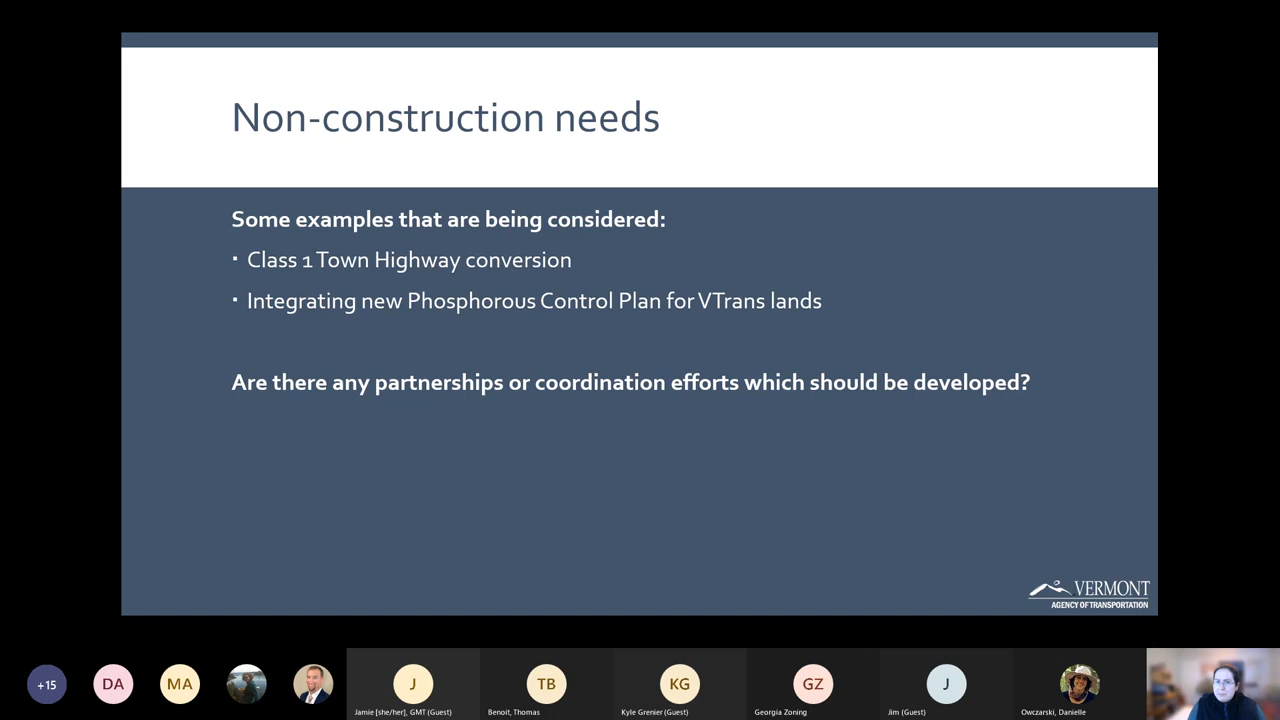 Non-construction needs
Some examples that are being considered:
▪ Class 1 Town Highway conversion
▪ Integrating new Phosphorous Control Plan for VTrans lands
Are there any partnerships or coordination efforts which should be developed?
VERMONT
AGENCY OF TRANSPORTATION
+15
DA
MA
J
TB
KG
GZ
J
Jamie [she/her], GMT (Guest)
Benoit, Thomas
Kyle Grenier (Guest)
Georgia Zoning
Jim (Guest)
Owczarski, Danielle